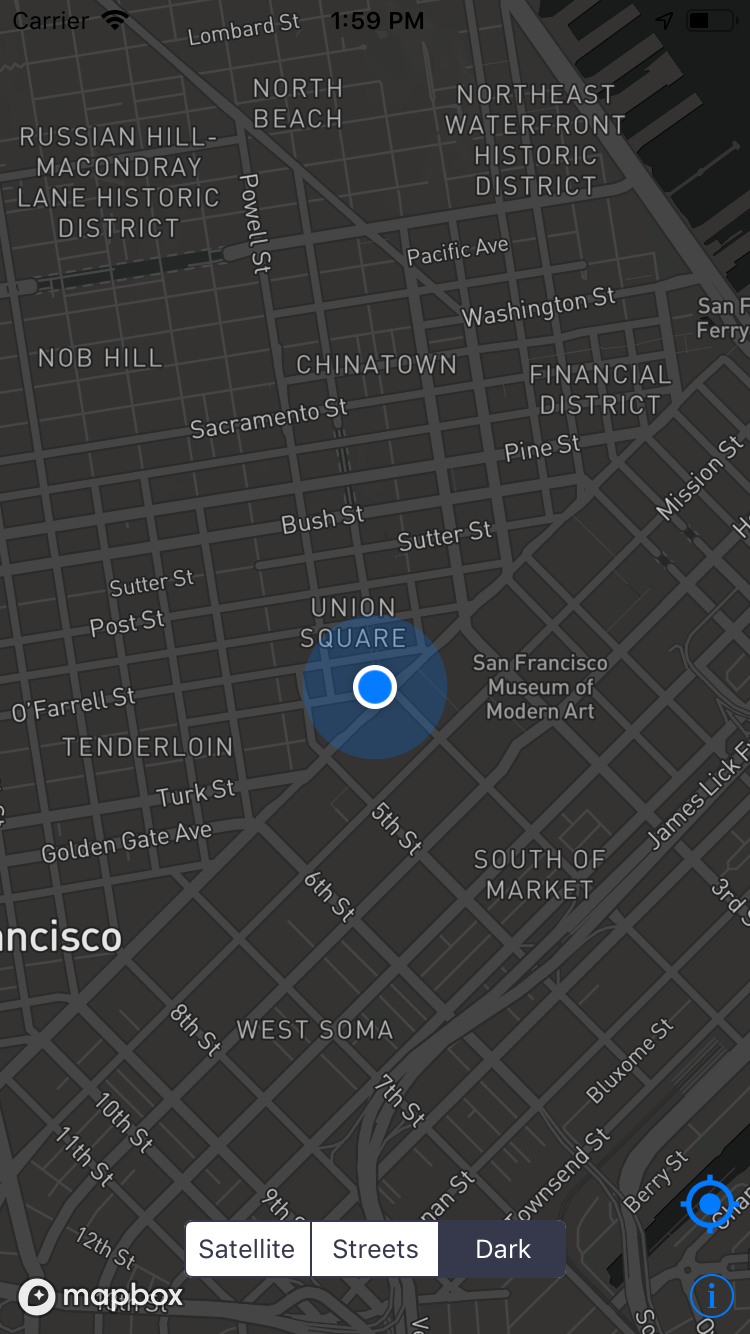 Carrier
1:59 PM
Lombard St
NORTH
BEACH
NORTHEAST
WATERFRONT
HISTORIC
DISTRICT
RUSSIAN HILL-
MACONDRAY
LANE HISTORIC
DISTRICT
Powell St
Pacific Ave
Washington St
San F
Ferry
NOB HILL
CHINATOWN
FINANCIAL
DISTRICT
Sacramento St
Pine St
Mission St
Bush St
Sutter St
Sutter St
Post St
UNION
SQUARE
San Francisco
Museum of
Modern Art
O'Farrell St
TENDERLOIN
Turk St
Golden Gate Ave
5th St
James Lick F
SOUTH OF
MARKET
6th St
3rd S
ancisco
8th St
WEST SOMA
7th St
Bluxome St
10th St
11th St
Townsend St
Berry St
9th S
nan St
12th St
Satellite
Streets
Dark
mapbox